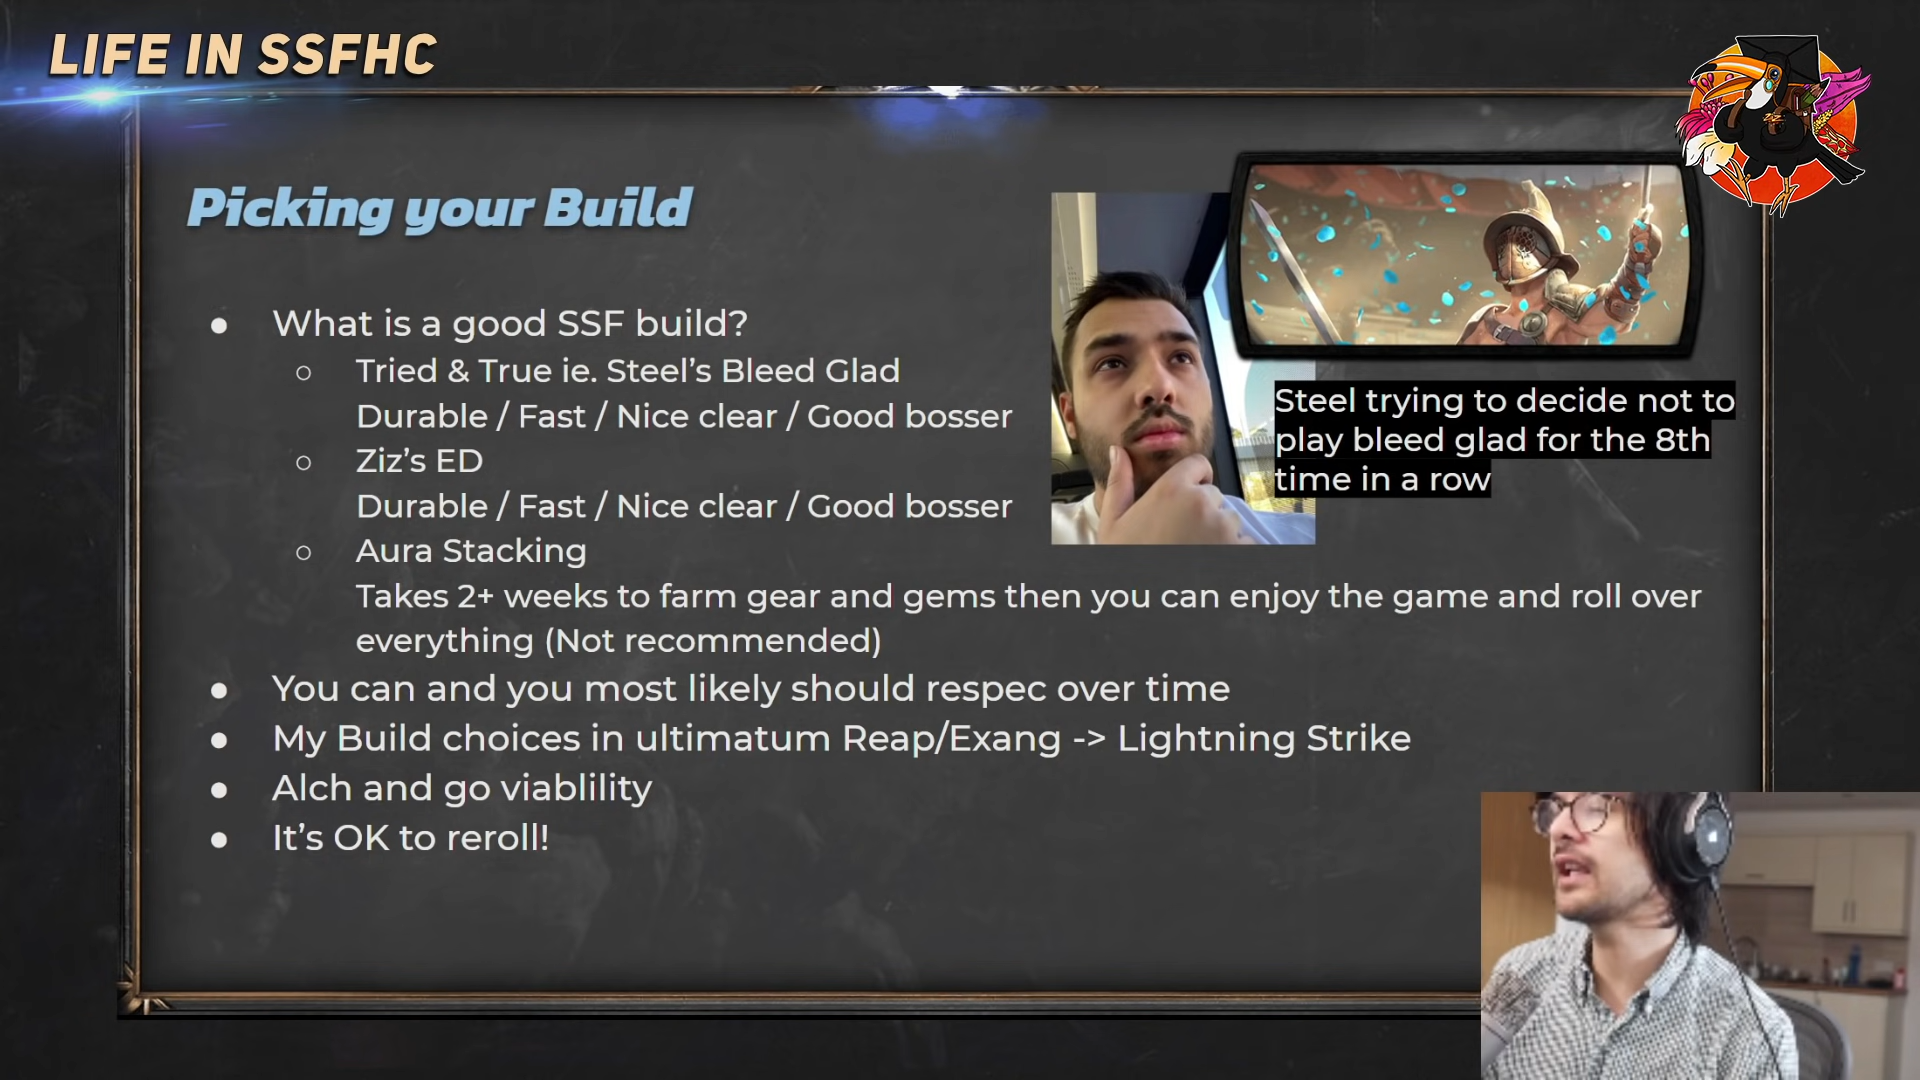 LIFE IN SSFHC
Picking your Build
What is a good SSF build?
Tried & True ie. Steel's Bleed Glad
Durable / Fast / Nice clear / Good bosser
Ziz's ED
Durable / Fast / Nice clear / Good bosser
Aura Stacking
Takes 2+ weeks to farm gear and gems then you can enjoy the game and roll over
everything (Not recommended)
You can and you most likely should respec over time
My Build choices in ultimatum Reap/Exang -> Lightning Strike
Alch and go viablility
It's OK to reroll!
Steel trying to decide not to
play bleed glad for the 8th
time in a row